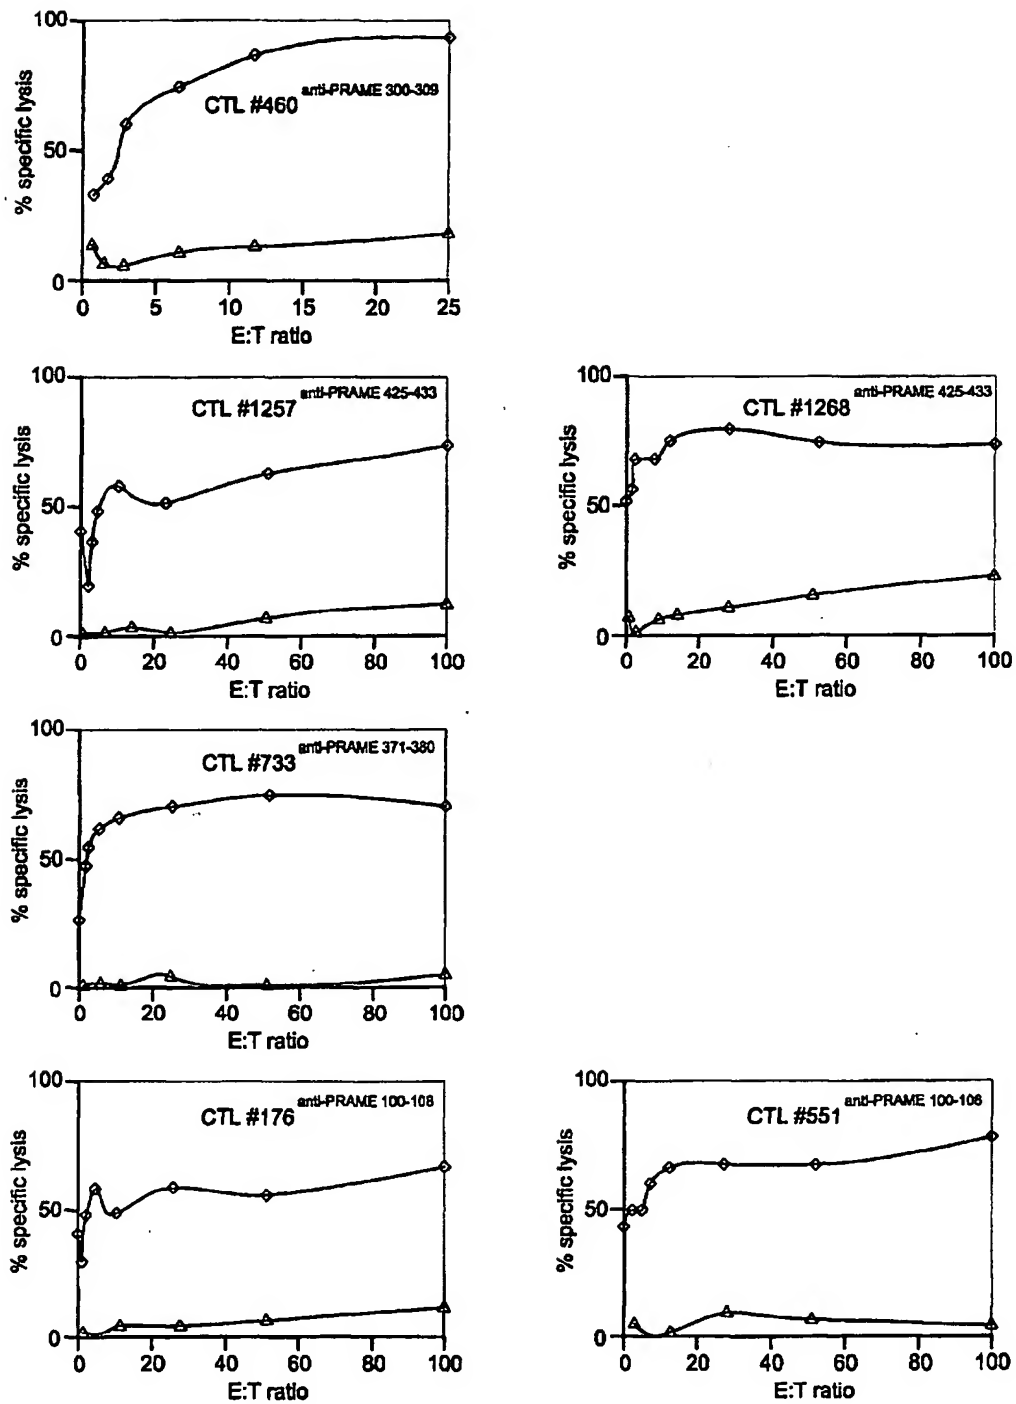 100
50
0
% specific lysis
CTL #460 anti-PRAME 300-309
0 5 10 15 20 25
E:T ratio
100
50
0
% specific lysis
CTL #1257 anti-PRAME 425-433
0 20 40 60 80 100
E:T ratio
100
50
0
% specific lysis
CTL #1268 anti-PRAME 425-433
0 20 40 60 80 100
E:T ratio
100
50
0
% specific lysis
CTL #733 anti-PRAME 371-380
0 20 40 60 80 100
E:T ratio
100
50
0
% specific lysis
CTL #176 anti-PRAME 100-108
0 20 40 60 80 100
E:T ratio
100
50
0
% specific lysis
CTL #551 anti-PRAME
0 20 40 60 80 100
E:T ratio